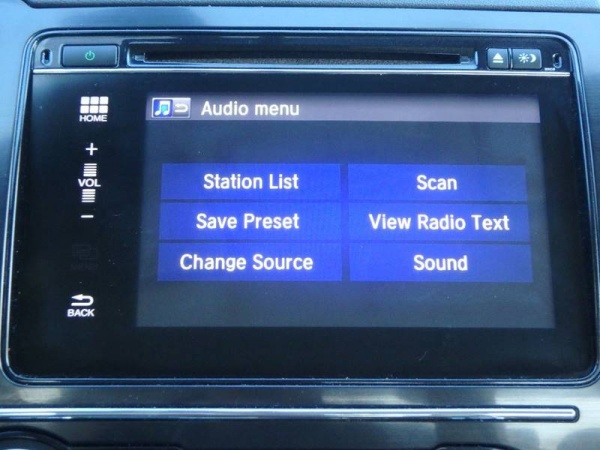 Audio menu
HOME
+
VOL
−
BACK
Station List
Scan
Save Preset
View Radio Text
Change Source
Sound